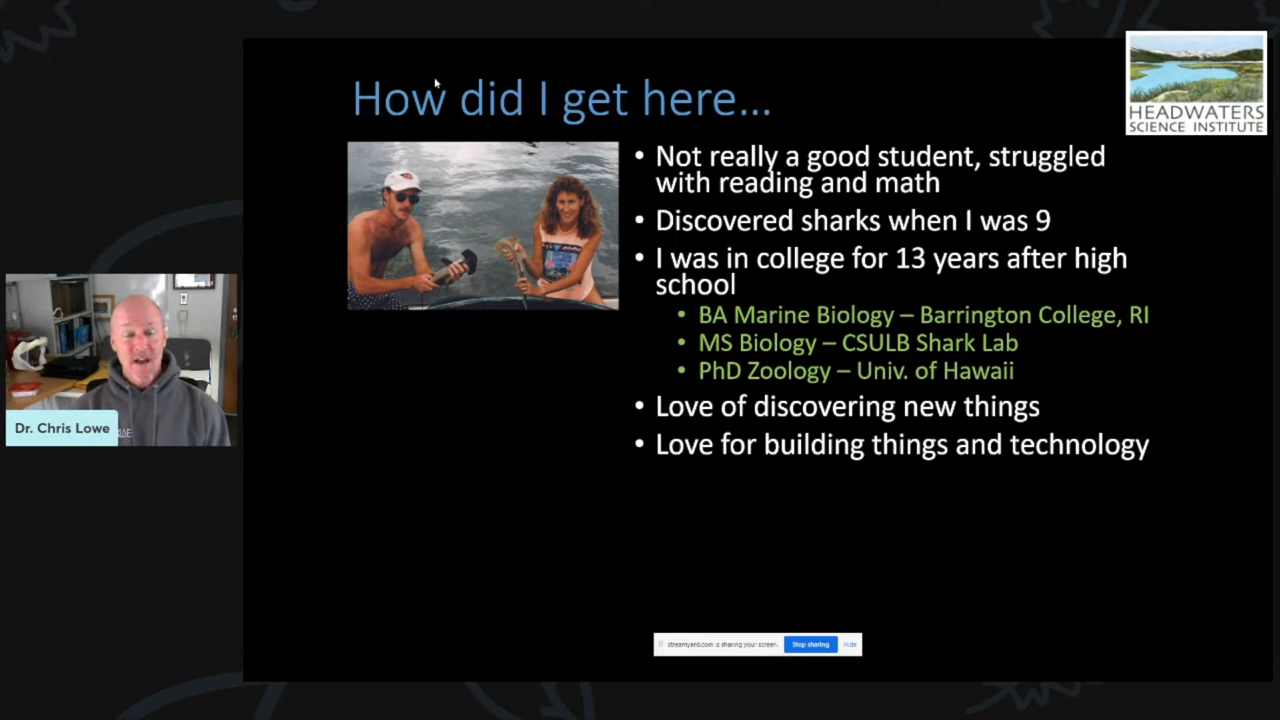 How did I get here...
HEADWATERS
SCIENCE INSTITUTE
• Not really a good student, struggled
with reading and math
• Discovered sharks when I was 9
• I was in college for 13 years after high
school
• BA Marine Biology – Barrington College, RI
• MS Biology – CSULB Shark Lab
• PhD Zoology – Univ. of Hawaii
• Love of discovering new things
• Love for building things and technology
Dr. Chris Lowe
streamyard.com is sharing your screen.
Stop sharing
Hide